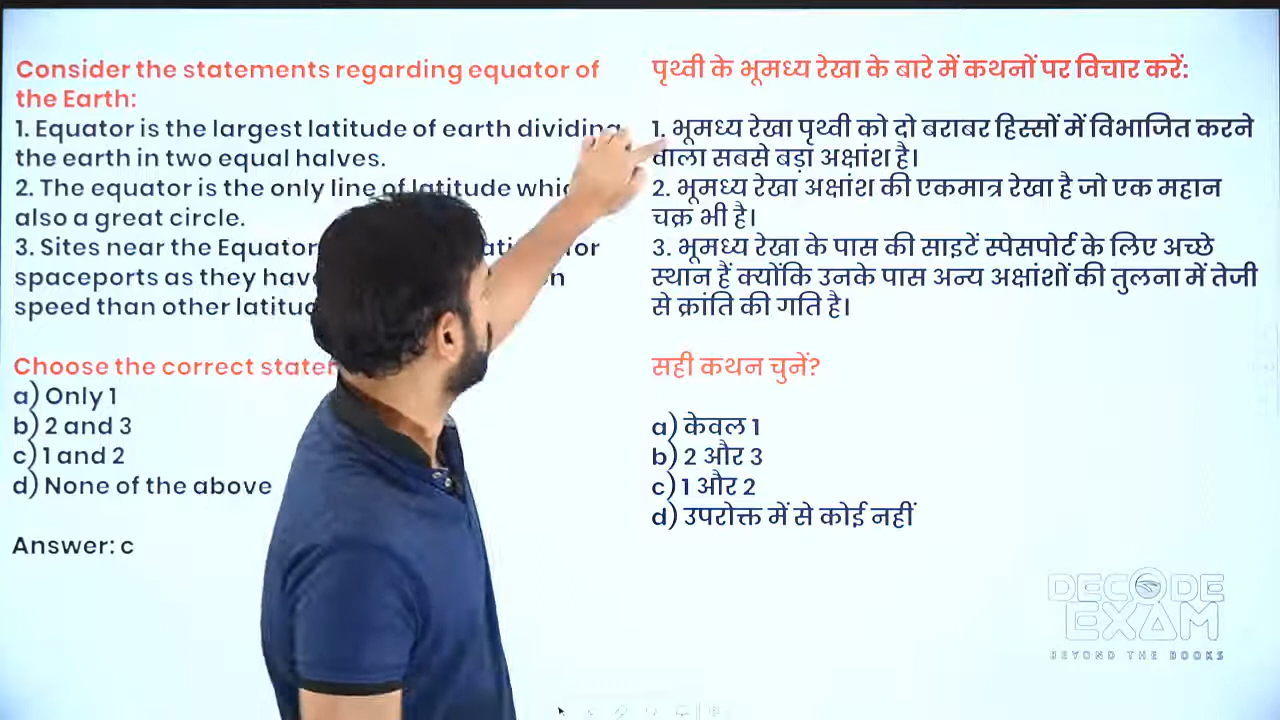 Consider the statements regarding equator of
the Earth:
1. Equator is the largest latitude of earth dividing
the earth in two equal halves.
2. The equator is the only line of latitude
also a great circle.
3. Sites near the Equator for
spaceports as they have
speed than other
Choose the correct
a) Only 1
b) 2 and 3
c) 1 and 2
d) None of the above
Answer: c
पृथ्वी के भूमध्य रेखा के बारे में कथनों पर विचार करें:
1. भूमध्य रेखा पृथ्वी को दो बराबर हिस्सों में विभाजित करने
वाला सबसे बड़ा अक्षांश है।
2. भूमध्य रेखा अक्षांश की एकमात्र रेखा है जो एक महान
चक्र भी है।
3. भूमध्य रेखा के पास की साइटें स्पेसपोर्ट के लिए अच्छे
स्थान हैं क्योंकि उनके पास अन्य अक्षांशों की तुलना में तेजी
से क्रांति की गति है।
सही कथन चुनें?
a) केवल 1
b) 2 और 3
c) 1 और 2
d) उपरोक्त में से कोई नहीं
DECODE
EXAM
BEYOND THE BOOKS